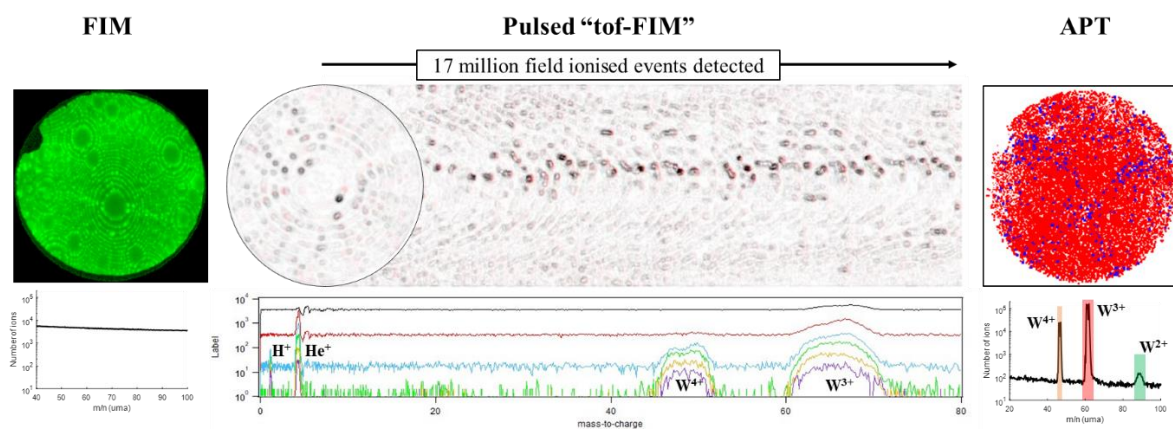 FIM
Pulsed “tof-FIM”
APT
17 million field ionised events detected
Number of ions
10⁵
10⁴
10³
10²
10¹
40 50 60 70 80 90 100
m/n (uma)
Label
10⁴
10³
10²
10¹
10⁰
H⁺
He⁺
W⁴⁺
W³⁺
0 20 40 60 80
mass-to-charge
Number of ions
10⁵
10⁴
10³
10²
10¹
W⁴⁺
W³⁺
W²⁺
20 40 60 80 100
m/n (uma)